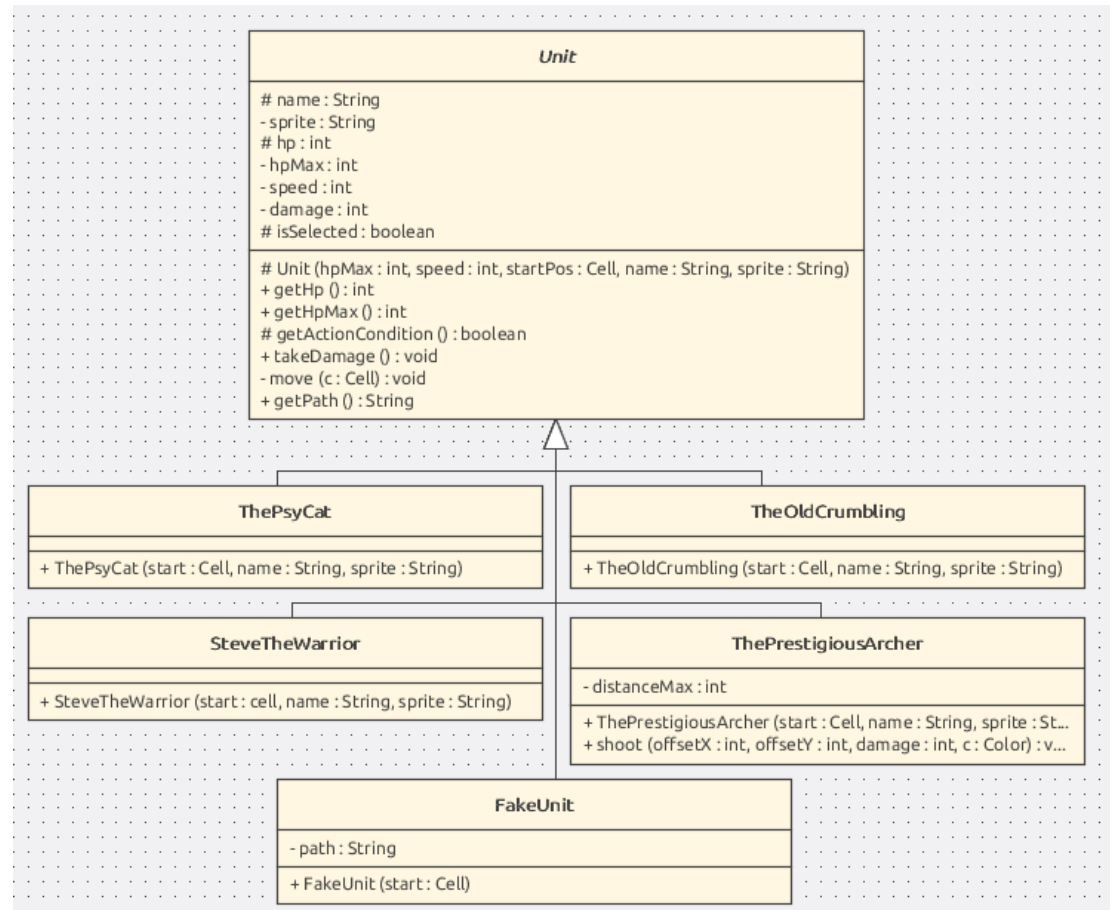 Unit
# name : String
- sprite : String
# hp : int
- hpMax : int
- speed : int
- damage : int
# isSelected : boolean
# Unit (hpMax : int, speed : int, startPos : Cell, name : String, sprite : String)
+ getHp () : int
+ getHpMax () : int
# getActionCondition () : boolean
+ takeDamage () : void
- move (c : Cell) : void
+ getPath () : String
ThePsyCat
+ ThePsyCat (start : Cell, name : String, sprite : String)
TheOldCrumbling
+ TheOldCrumbling (start : Cell, name : String, sprite : String)
SteveTheWarrior
+ SteveTheWarrior (start : cell, name : String, sprite : String)
ThePrestigiousArcher
- distanceMax : int
+ ThePrestigiousArcher (start : Cell, name : String, sprite : St...
+ shoot (offsetX : int, offsetY : int, damage : int, c : Color) : v...
FakeUnit
- path : String
+ FakeUnit (start : Cell)